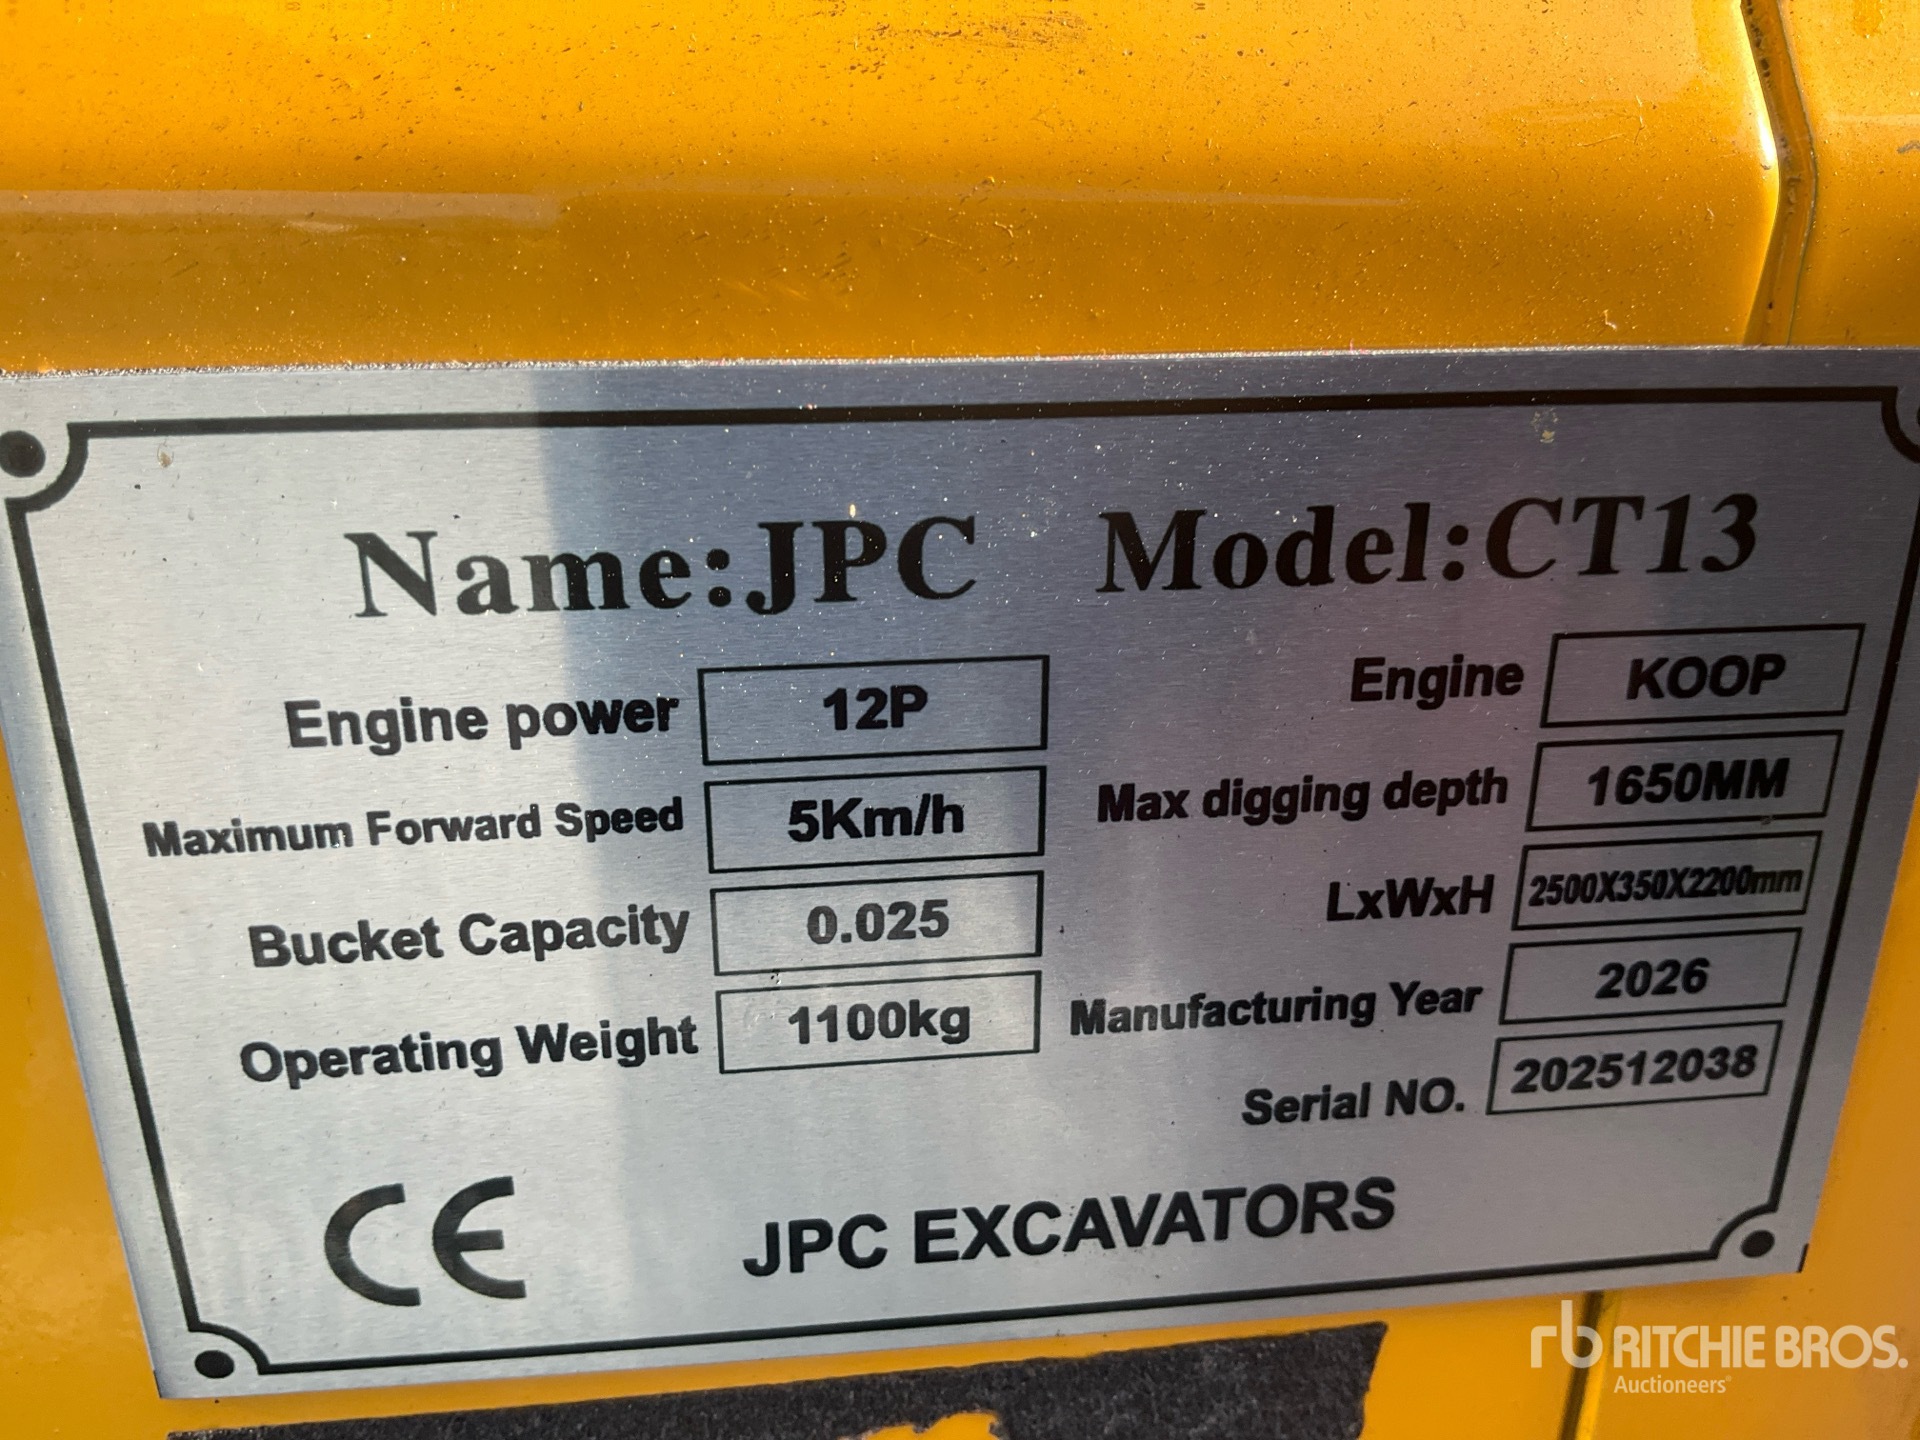 Name:JPC Model:CT13
Engine power 12P
Maximum Forward Speed 5Km/h
Bucket Capacity 0.025
Operating Weight 1100kg
Engine KOOP
Max digging depth 1650MM
LxWxH 2500X350X2200mm
Manufacturing Year 2026
Serial NO. 202512038
CE JPC EXCAVATORS
rb RITCHIE BROS.
Auctioneers